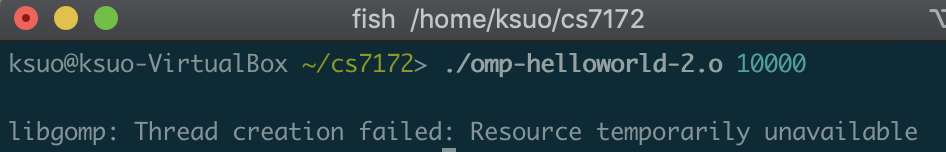 fish /home/ksuo/cs7172
ksuo@ksuo-VirtualBox ~/cs7172> ./omp-helloworld-2.o 10000
libgomp: Thread creation failed: Resource temporarily unavailable